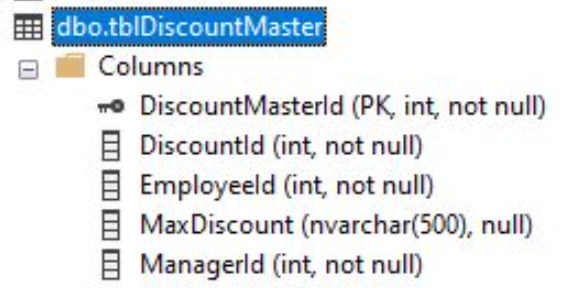 dbo.tblDiscountMaster
Columns
DiscountMasterId (PK, int, not null)
DiscountId (int, not null)
EmployeeId (int, not null)
MaxDiscount (nvarchar(500), null)
ManagerId (int, not null)